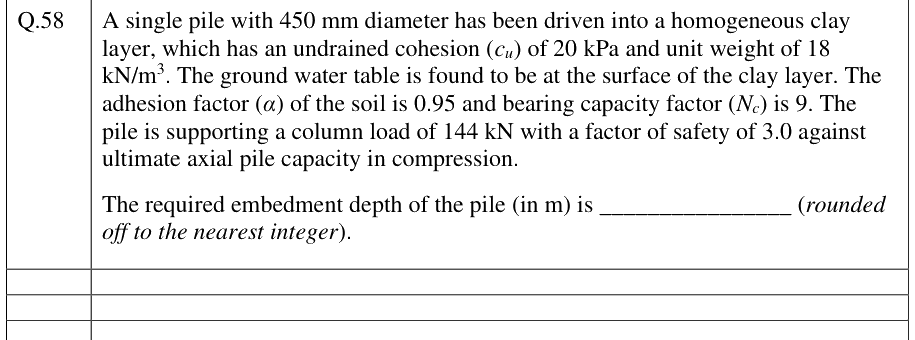 Q.58 A single pile with 450 mm diameter has been driven into a homogeneous clay
layer, which has an undrained cohesion (cᵤ) of 20 kPa and unit weight of 18
kN/m³. The ground water table is found to be at the surface of the clay layer. The
adhesion factor (α) of the soil is 0.95 and bearing capacity factor (N꜀) is 9. The
pile is supporting a column load of 144 kN with a factor of safety of 3.0 against
ultimate axial pile capacity in compression.
The required embedment depth of the pile (in m) is ________________ (rounded
off to the nearest integer).